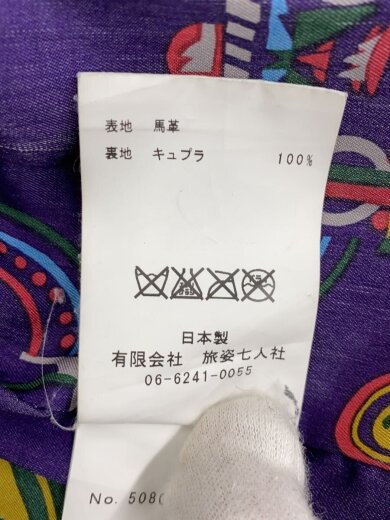 表地 馬革
裏地 キュプラ 100%
日本製
有限会社 旅姿七人社
06-6241-0055
No. 508